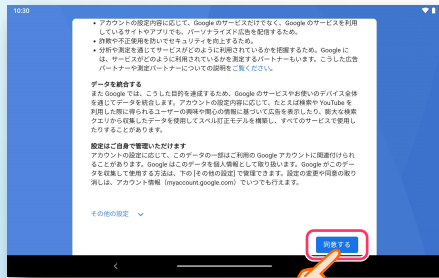 10:30
• アカウントの設定内容に応じて、Google のサービスだけでなく、Google のサービスを利用
しているサイトやアプリでも、パーソナライズド広告を配信するため。
• 詐欺や不正使用を防いでセキュリティを向上するため。
• 分析や測定を通じてサービスがどのように利用されているかを把握するため。Google に
は、サービスがどのように利用されているかを測定するパートナーもいます。こうした広告
パートナーや測定パートナーについての説明をご覧ください。
データを統合する
また Google では、こうした目的を達成するため、Google のサービスやお使いのデバイス全体
を通じてデータを統合します。アカウントの設定内容に応じて、たとえば検索や YouTube を
利用した際に得られるユーザーの興味や関心の情報に基づいて広告を表示したり、膨大な検索
クエリから収集したデータを使用してスペル訂正モデルを構築し、すべてのサービスで使用し
たりすることがあります。
設定はご自身で管理いただけます
アカウントの設定に応じて、このデータの一部はご利用の Google アカウントに関連付けられ
ることがあります。Google はこのデータを個人情報として取り扱います。Google がこのデー
タを収集して使用する方法は、下の [その他の設定] で管理できます。設定の変更や同意の取り
消しは、アカウント情報（myaccount.google.com）でいつでも行えます。
その他の設定
同意する